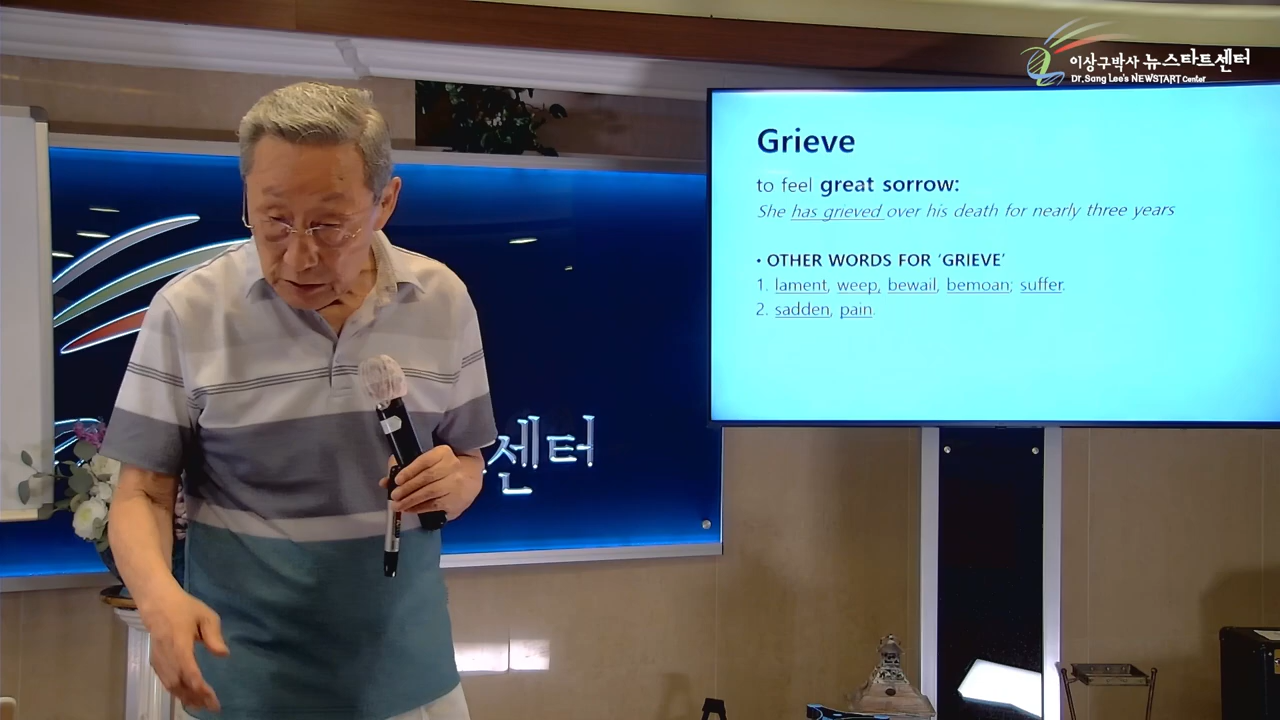 이상구박사 뉴스타트센터
Dr. Sang Lee's NEWSTART Center
Grieve
to feel great sorrow:
She has grieved over his death for nearly three years
• OTHER WORDS FOR ‘GRIEVE’
1. lament, weep, bewail, bemoan; suffer.
2. sadden, pain.
센터